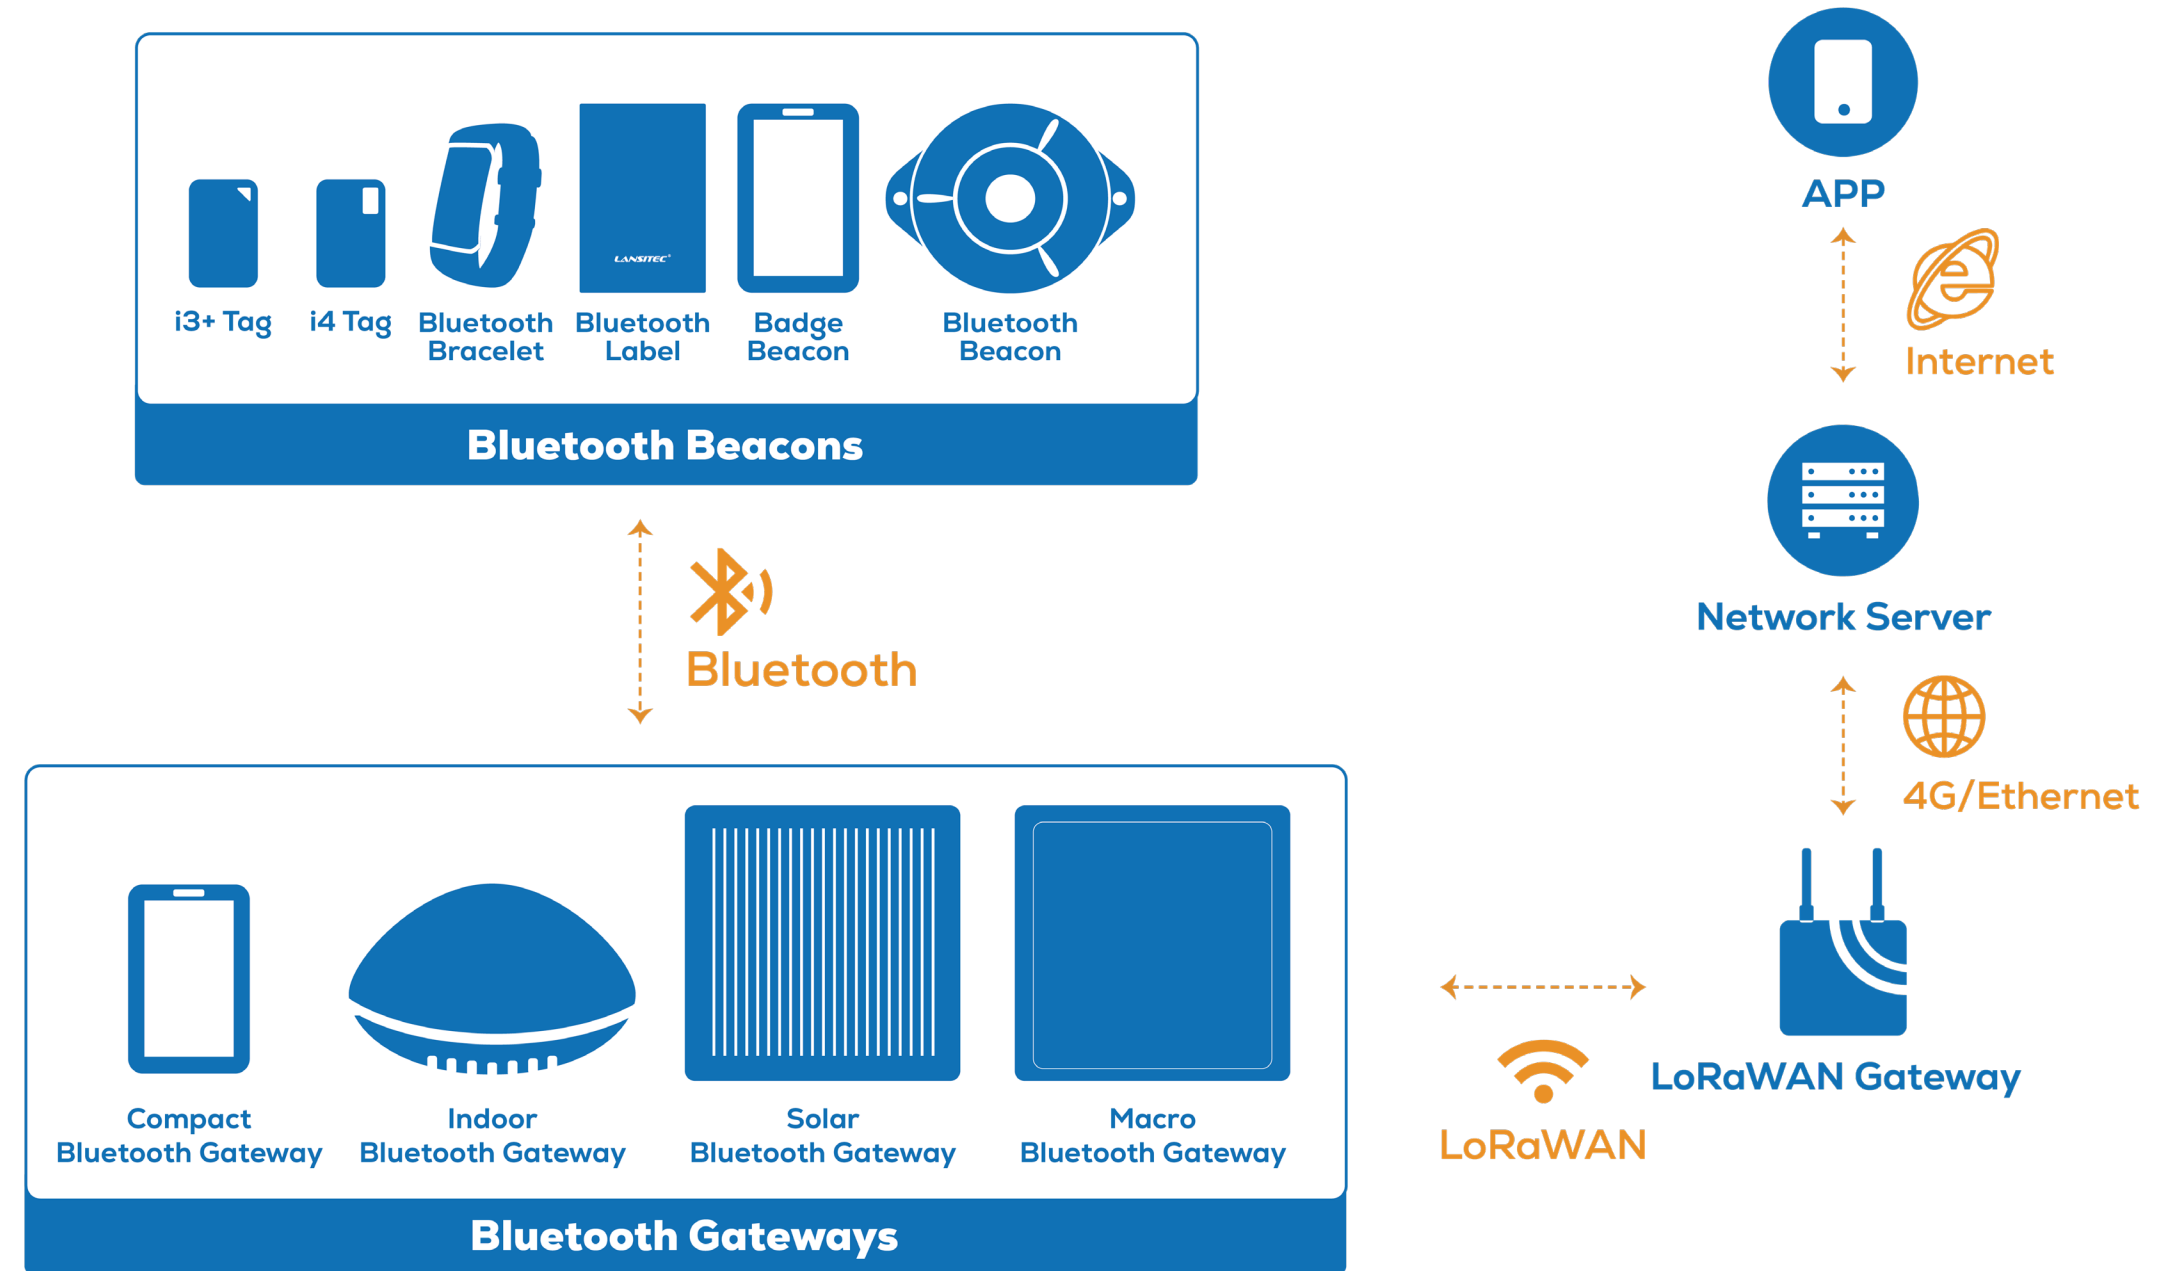 LANSITEC®
i3+ Tag
i4 Tag
Bluetooth
Bracelet
Bluetooth
Label
Badge
Beacon
Bluetooth
Beacon
Bluetooth Beacons
Bluetooth
Compact
Bluetooth Gateway
Indoor
Bluetooth Gateway
Solar
Bluetooth Gateway
Macro
Bluetooth Gateway
Bluetooth Gateways
APP
Internet
Network Server
4G/Ethernet
LoRaWAN Gateway
LoRaWAN